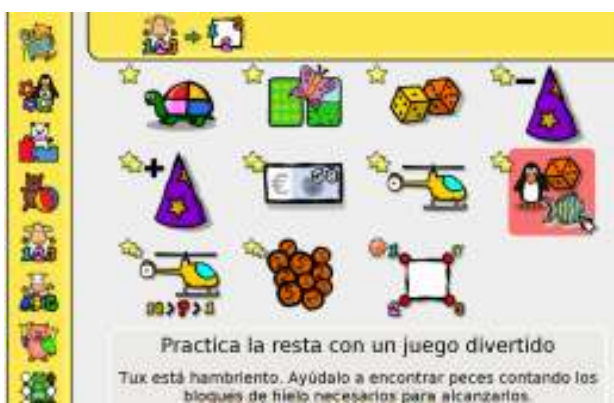 Practica la resta con un juego divertido
Tux está hambriento. Ayúdalo a encontrar peces contando los
bloques de hielo necesarios para alcanzarlos.